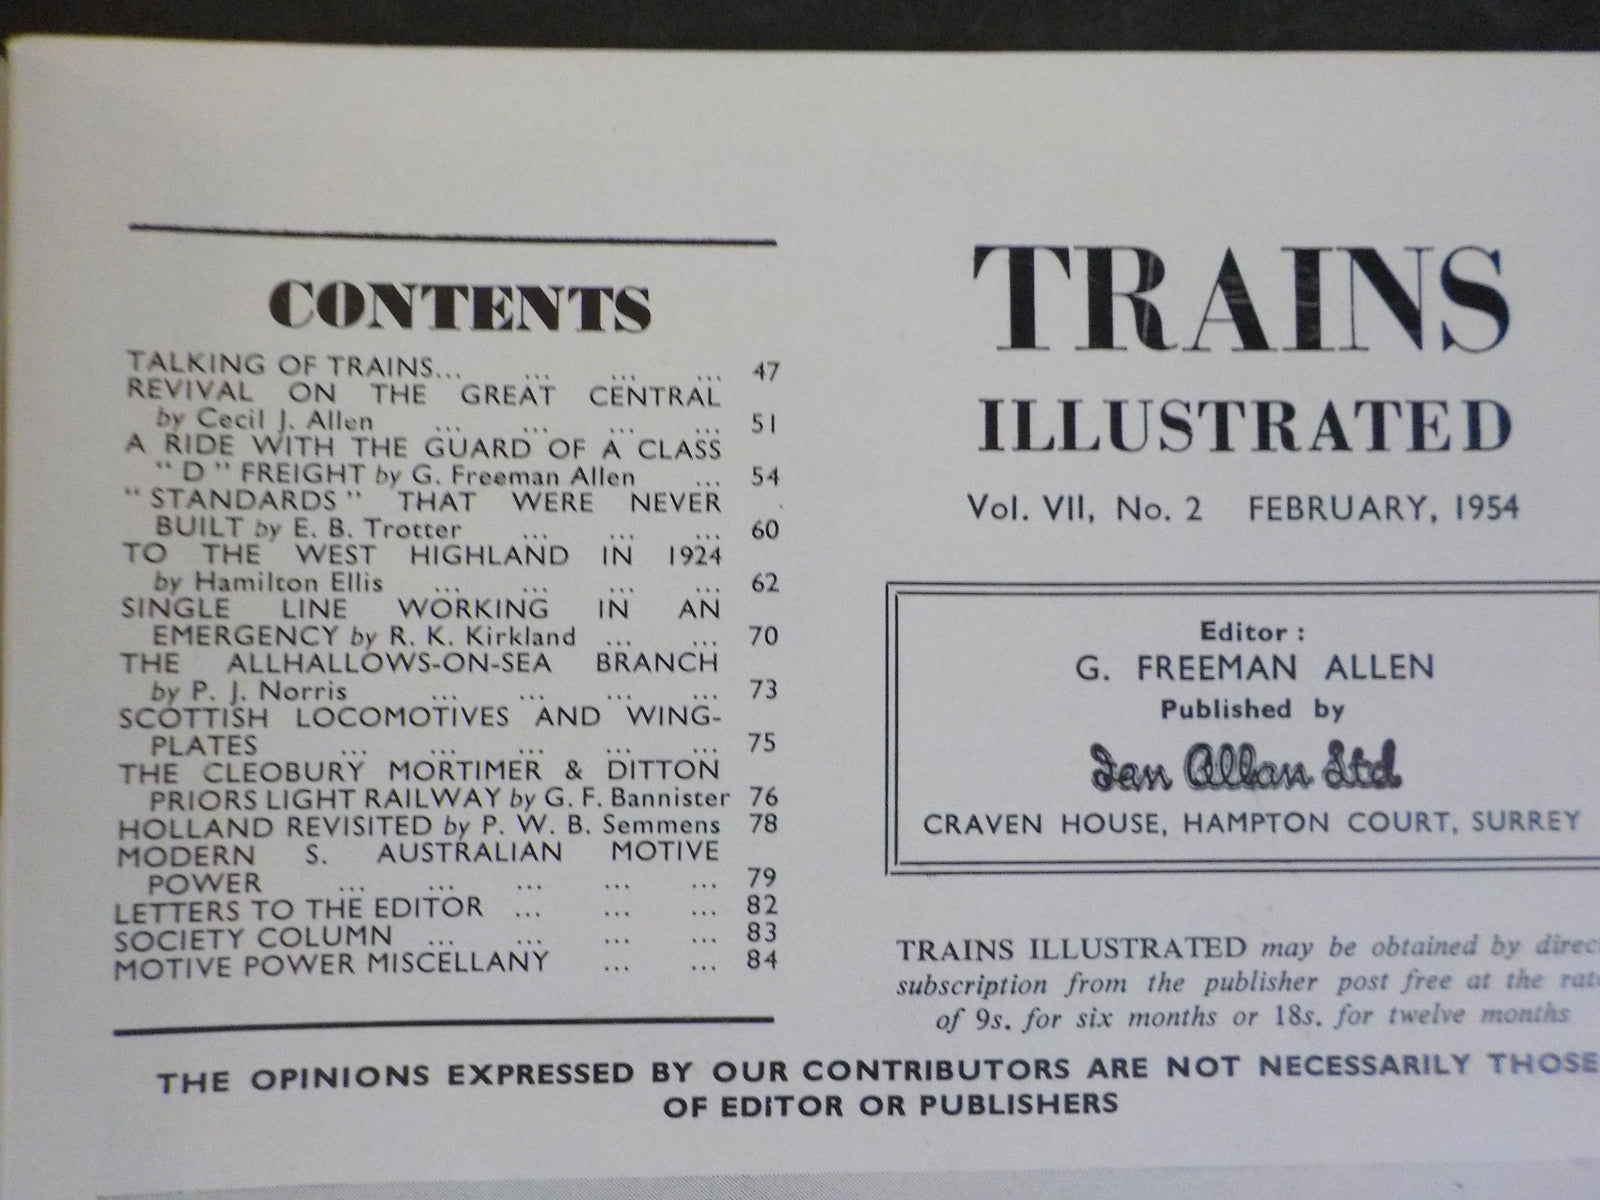 CONTENTS
TALKING OF TRAINS... ... ... ... 47
REVIVAL ON THE GREAT CENTRAL
by Cecil J. Allen ... ... ... ... 51
A RIDE WITH THE GUARD OF A CLASS
“ D ” FREIGHT by G. Freeman Allen ... 54
“ STANDARDS ” THAT WERE NEVER
BUILT by E. B. Trotter ... ... ... 60
TO THE WEST HIGHLAND IN 1924
by Hamilton Ellis ... ... ... ... 62
SINGLE LINE WORKING IN AN
EMERGENCY by R. K. Kirkland ... ... 70
THE ALLHALLOWS-ON-SEA BRANCH
by P. J. Norris ... ... ... ... 73
SCOTTISH LOCOMOTIVES AND WING-
PLATES ... ... ... ... ... 75
THE CLEOBURY MORTIMER & DITTON
PRIORS LIGHT RAILWAY by G. F. Bannister 76
HOLLAND REVISITED by P. W. B. Semmens 78
MODERN S. AUSTRALIAN MOTIVE
POWER ... ... ... ... ... 79
LETTERS TO THE EDITOR ... ... ... 82
SOCIETY COLUMN ... ... ... ... 83
MOTIVE POWER MISCELLANY ... ... 84
TRAINS
ILLUSTRATED
Vol. VII, No. 2 FEBRUARY, 1954
Editor :
G. FREEMAN ALLEN
Published by
Ian Allan Ltd
CRAVEN HOUSE, HAMPTON COURT, SURREY
TRAINS ILLUSTRATED may be obtained by direc
subscription from the publisher post free at the rat
of 9s. for six months or 18s. for twelve months
THE OPINIONS EXPRESSED BY OUR CONTRIBUTORS ARE NOT NECESSARILY THOSE
OF EDITOR OR PUBLISHERS